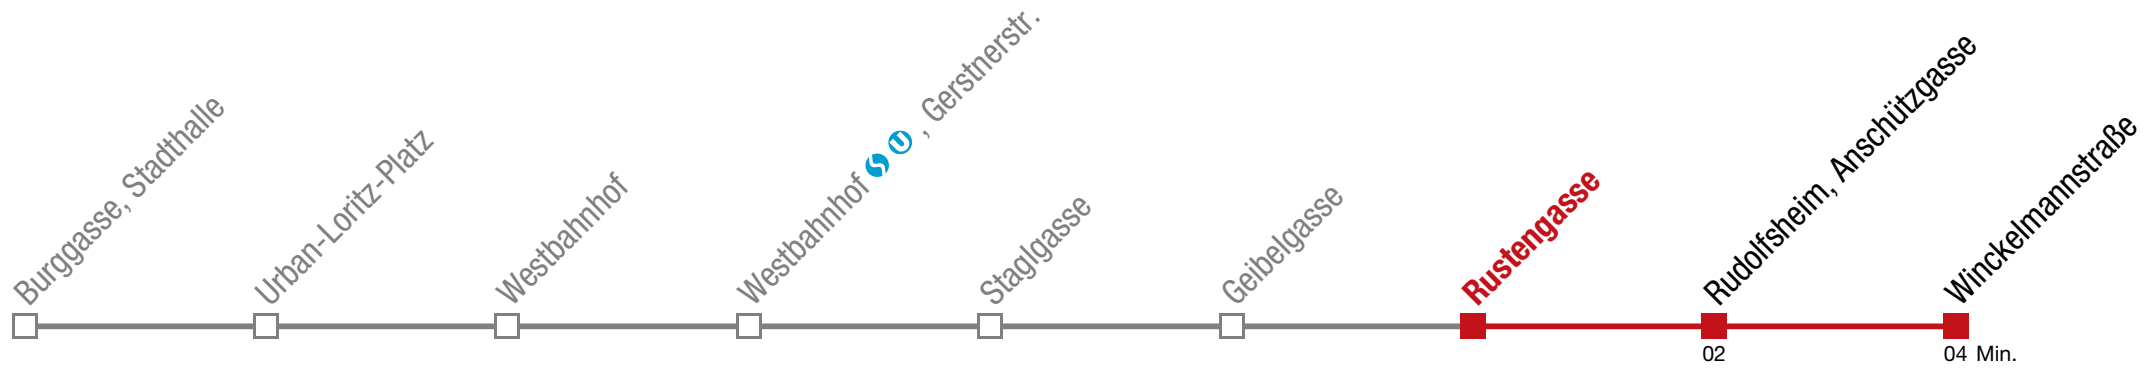 Burggasse, Stadthalle
Urban-Loritz-Platz
Westbahnhof
Westbahnhof S U, Gerstnerstr.
Staglgasse
Geibelgasse
Rustengasse
Rudolfsheim, Anschützgasse
Winckelmannstraße
02
04 Min.